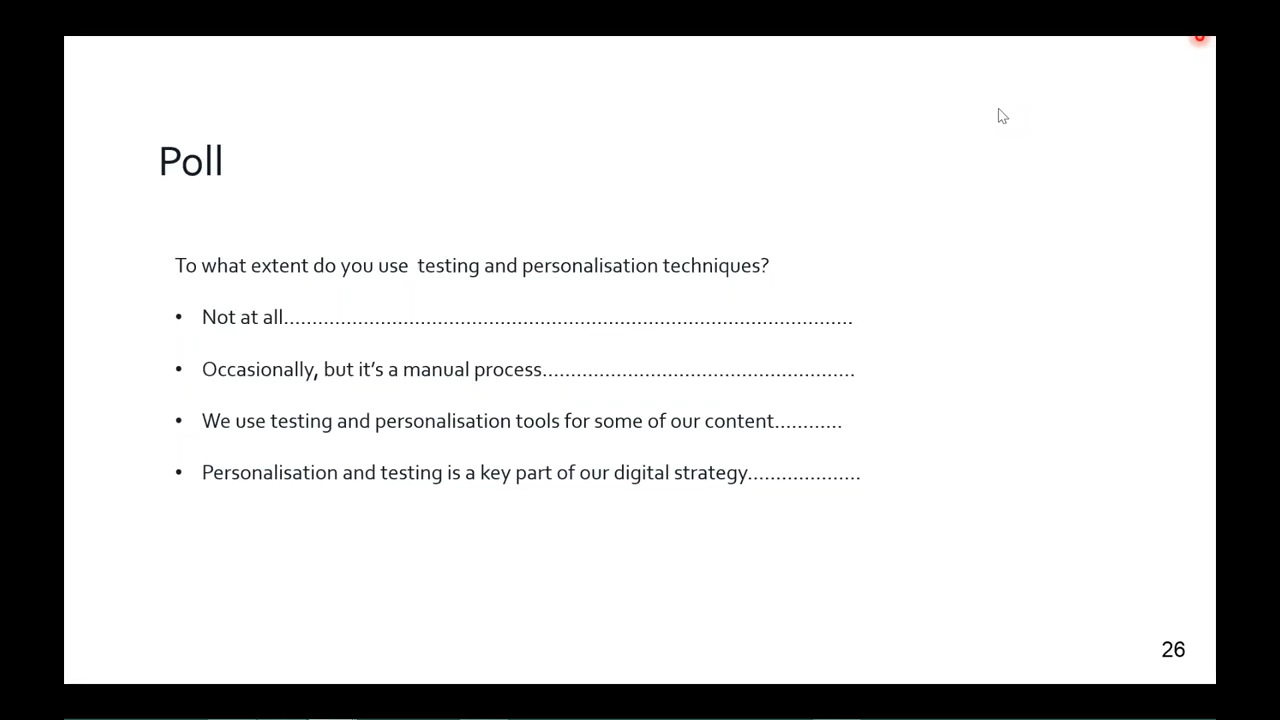 Poll
To what extent do you use  testing and personalisation techniques?
• Not at all....................................................................................................
• Occasionally, but it’s a manual process.......................................................
• We use testing and personalisation tools for some of our content............
• Personalisation and testing is a key part of our digital strategy....................
26